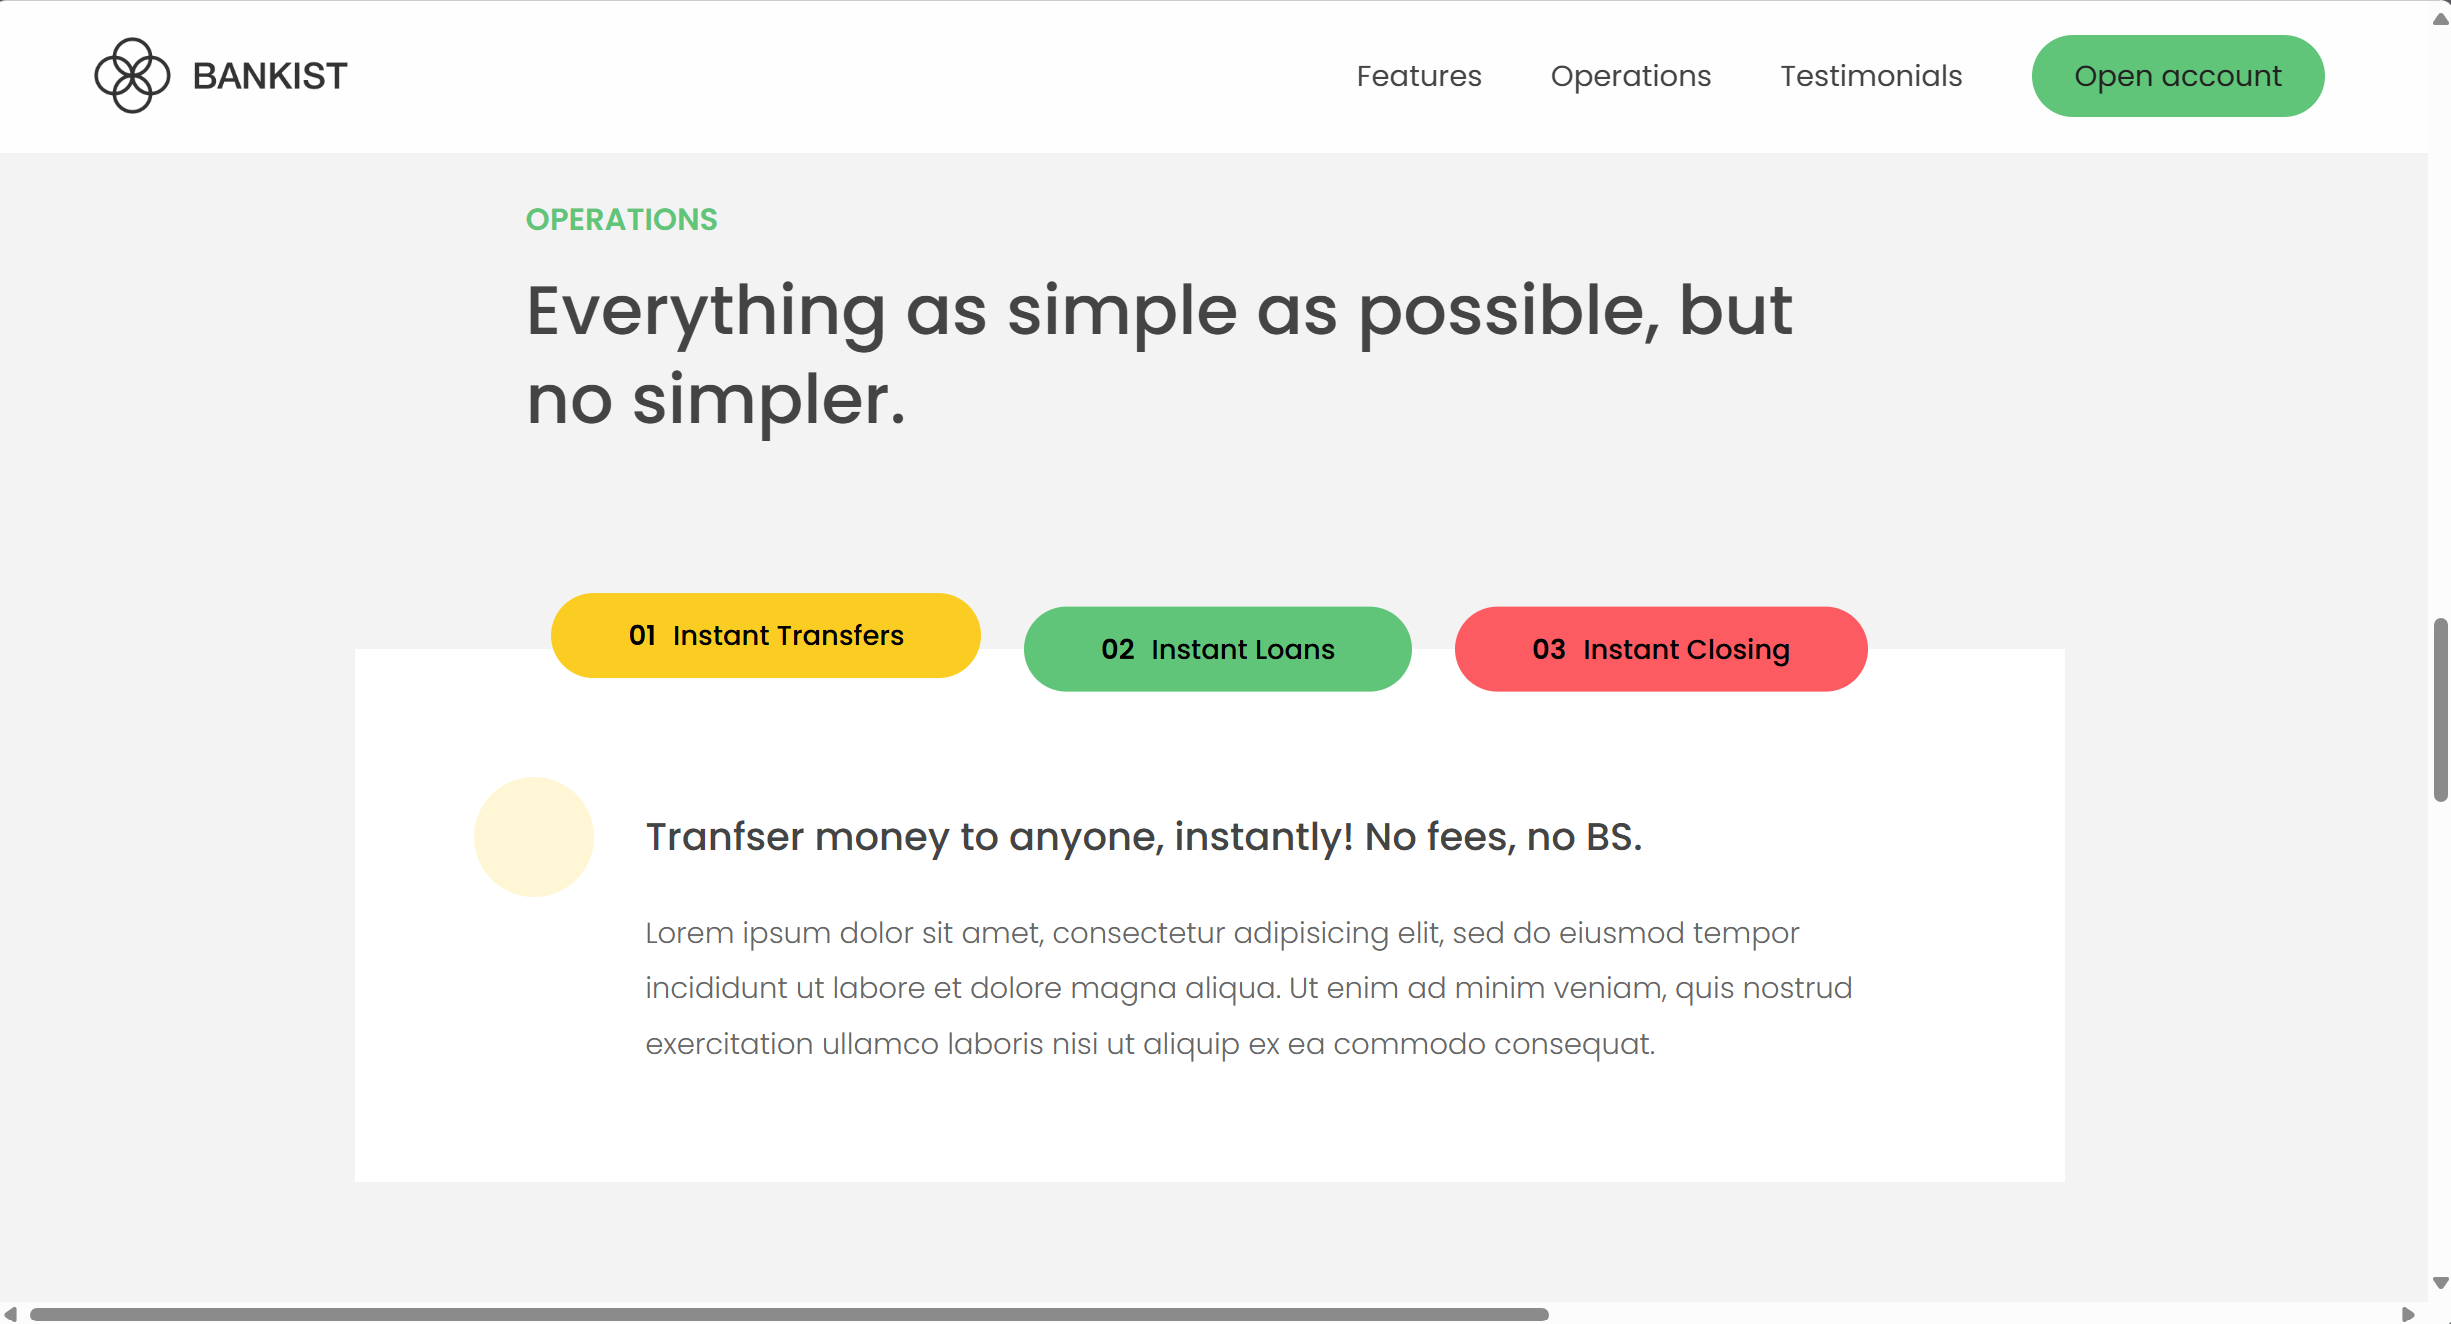 BANKIST
Features
Operations
Testimonials
Open account
OPERATIONS
Everything as simple as possible, but
no simpler.
01 Instant Transfers
02 Instant Loans
03 Instant Closing
Tranfser money to anyone, instantly! No fees, no BS.
Lorem ipsum dolor sit amet, consectetur adipisicing elit, sed do eiusmod tempor
incididunt ut labore et dolore magna aliqua. Ut enim ad minim veniam, quis nostrud
exercitation ullamco laboris nisi ut aliquip ex ea commodo consequat.